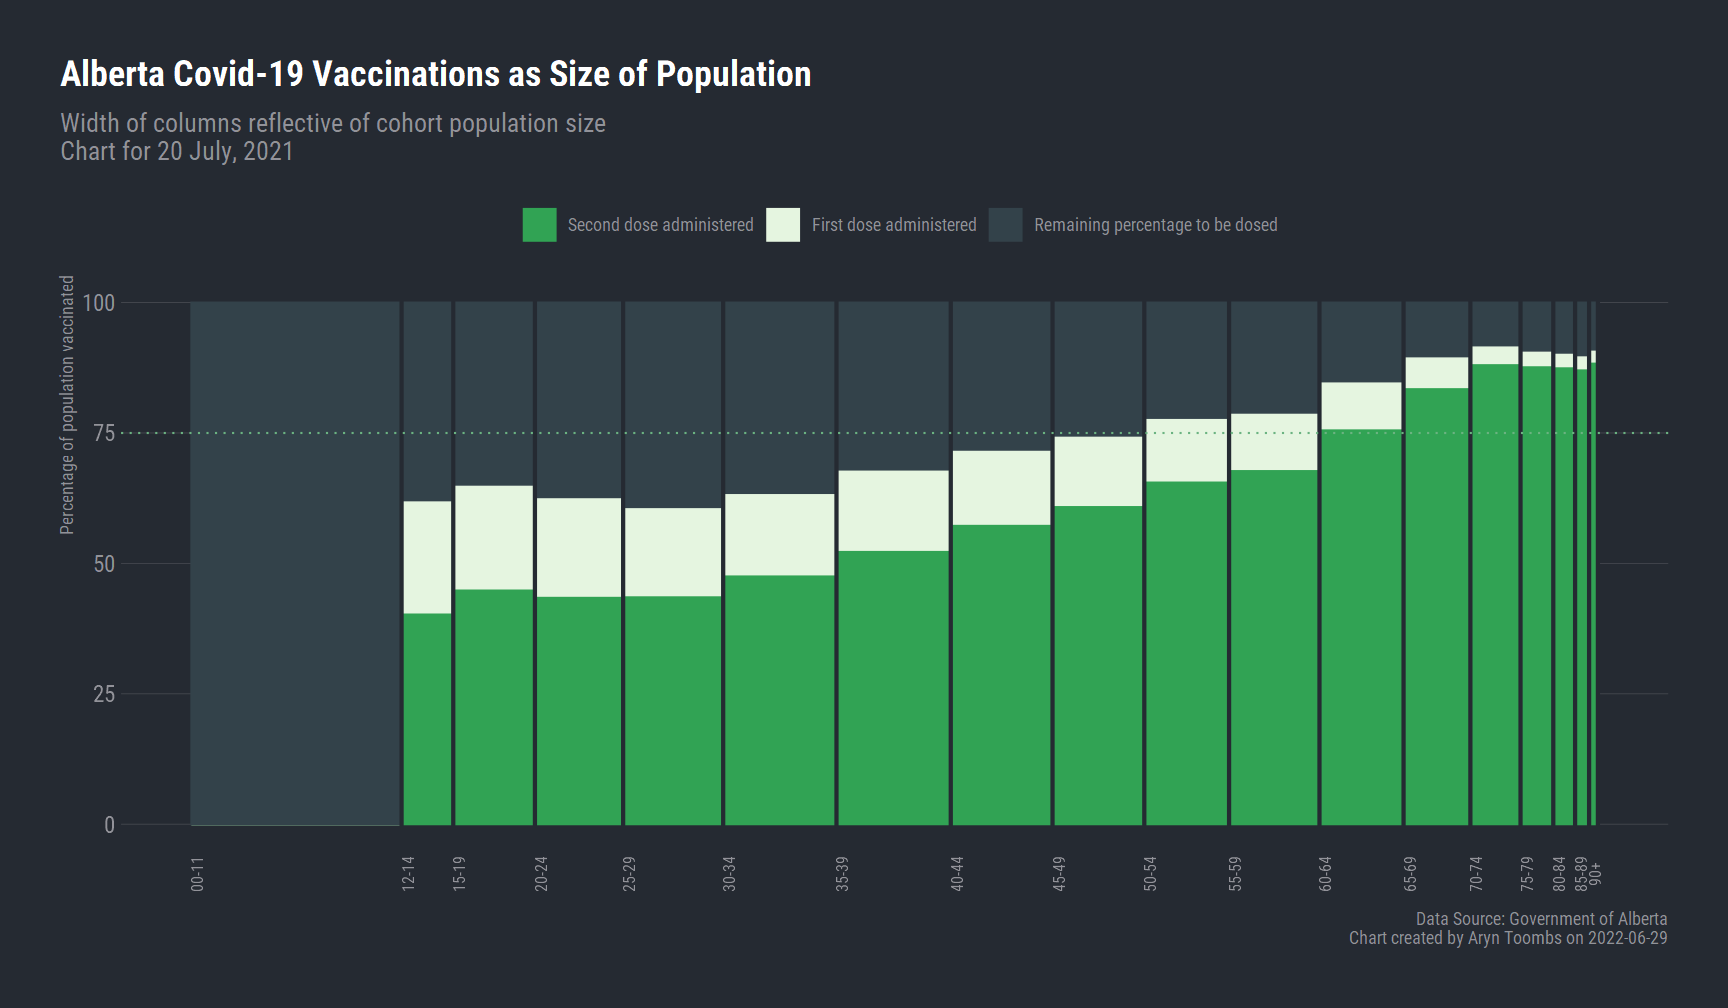 Alberta Covid-19 Vaccinations as Size of Population
Width of columns reflective of cohort population size
Chart for 20 July, 2021
Second dose administered
First dose administered
Remaining percentage to be dosed
Percentage of population vaccinated
100
75
50
25
0
00-11
12-14
15-19
20-24
25-29
30-34
35-39
40-44
45-49
50-54
55-59
60-64
65-69
70-74
75-79
80-84
85-89
90+
Data Source: Government of Alberta
Chart created by Aryn Toombs on 2022-06-29